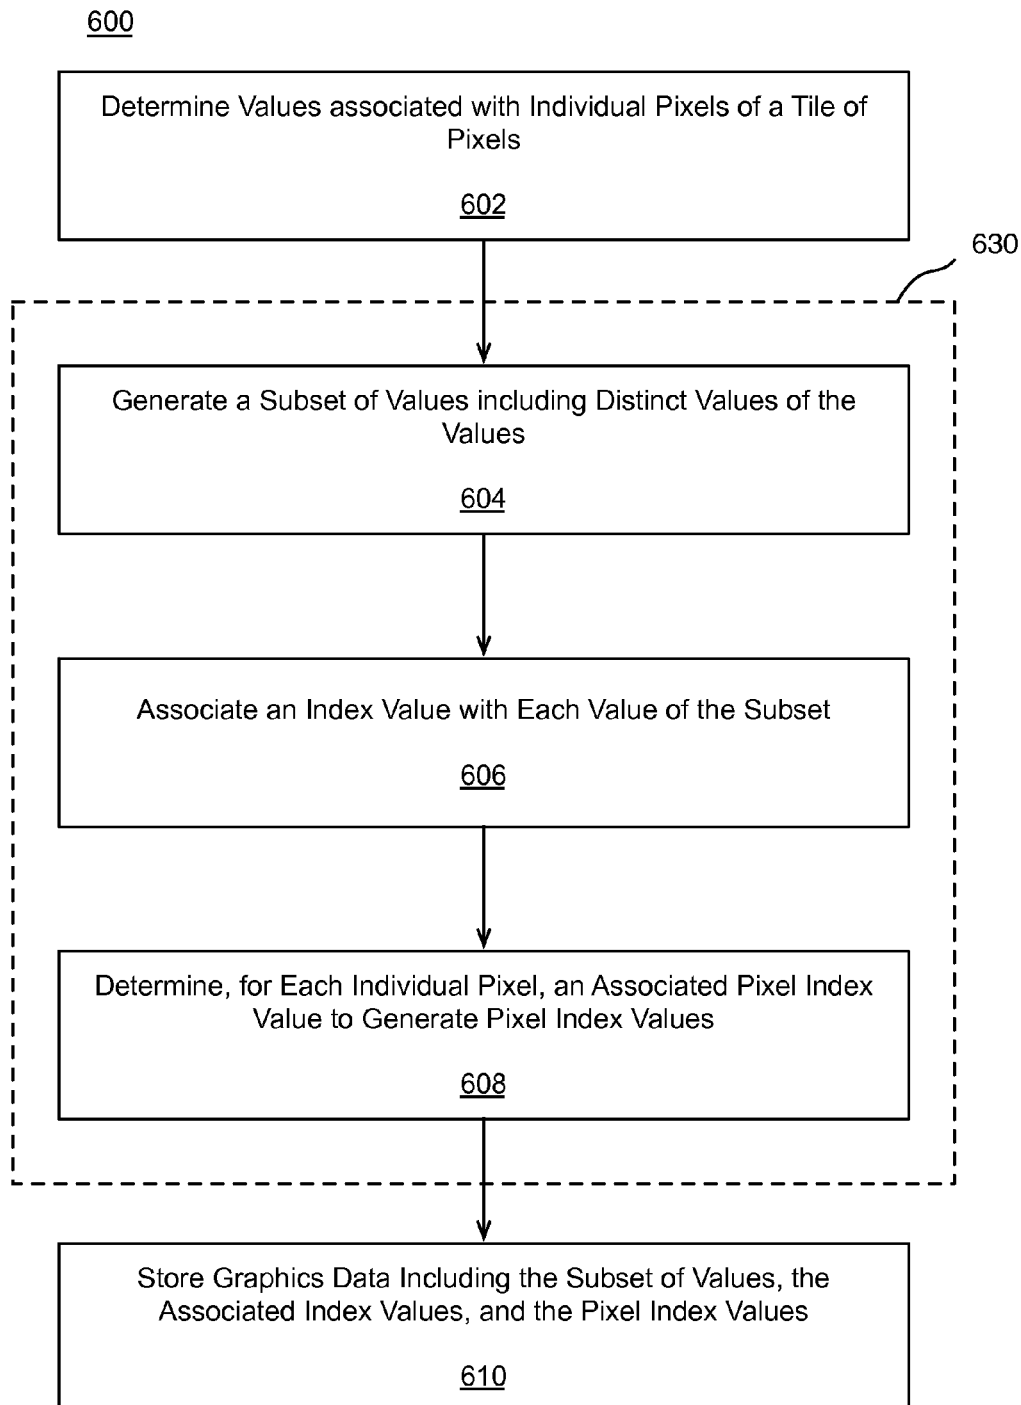 600
Determine Values associated with Individual Pixels of a Tile of
Pixels
602
630
Generate a Subset of Values including Distinct Values of the
Values
604
Associate an Index Value with Each Value of the Subset
606
Determine, for Each Individual Pixel, an Associated Pixel Index
Value to Generate Pixel Index Values
608
Store Graphics Data Including the Subset of Values, the
Associated Index Values, and the Pixel Index Values
610